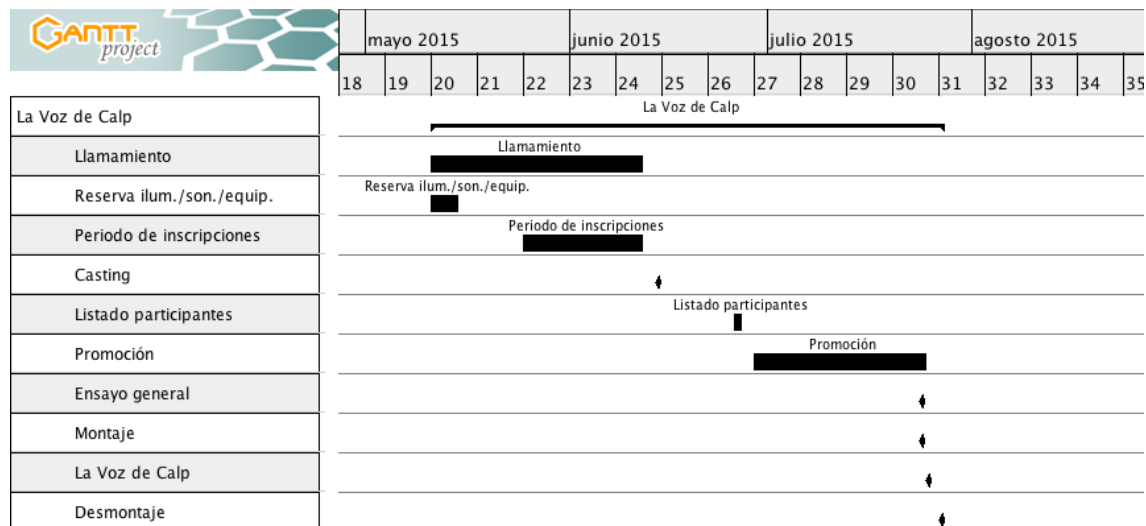 GANTT
project
mayo 2015 junio 2015 julio 2015 agosto 2015
18 19 20 21 22 23 24 25 26 27 28 29 30 31 32 33 34 35
La Voz de Calp
La Voz de Calp
Llamamiento
Llamamiento
Reserva ilum./son./equip.
Reserva ilum./son./equip.
Periodo de inscripciones
Periodo de inscripciones
Casting
Listado participantes
Listado participantes
Promoción
Promoción
Ensayo general
Montaje
La Voz de Calp
Desmontaje